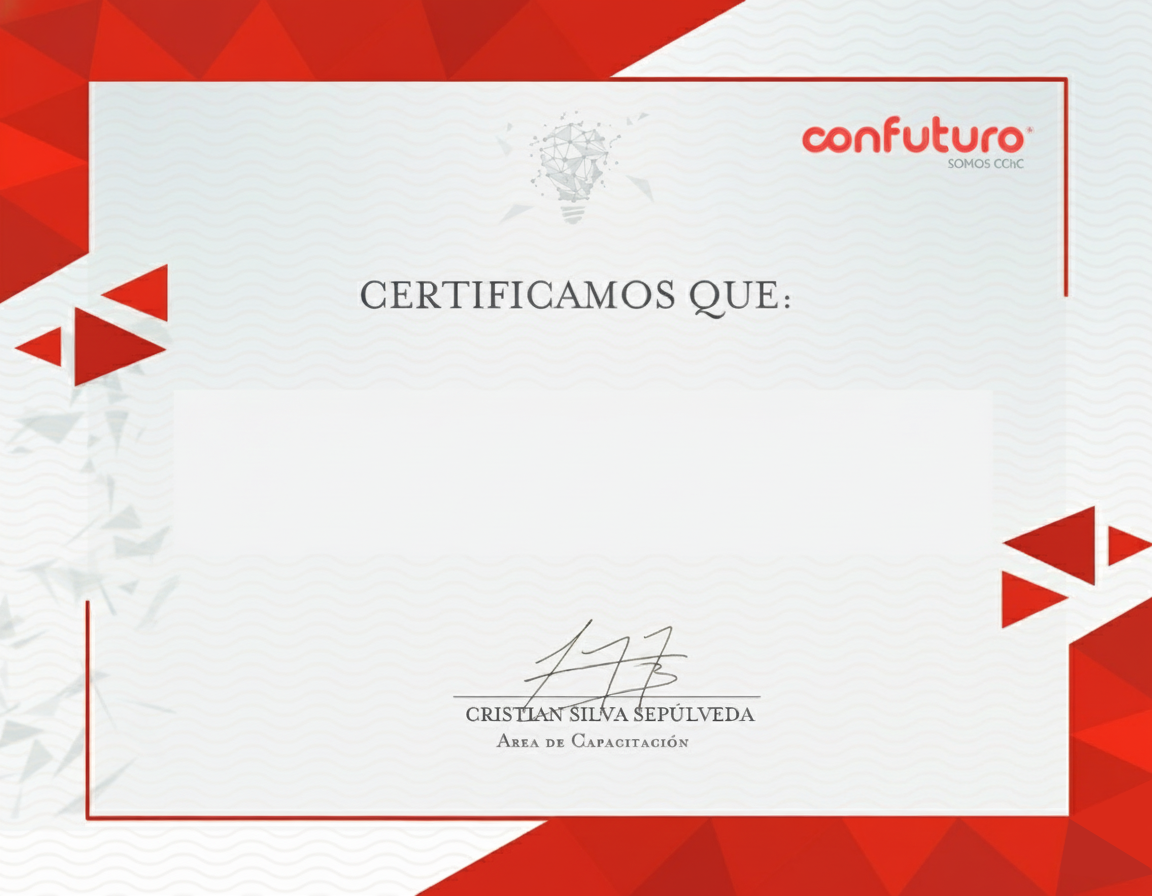 confuturo®
SOMOS CChC
CERTIFICAMOS QUE:
CRISTIAN SILVA SEPÚLVEDA
AREA DE CAPACITACIÓN